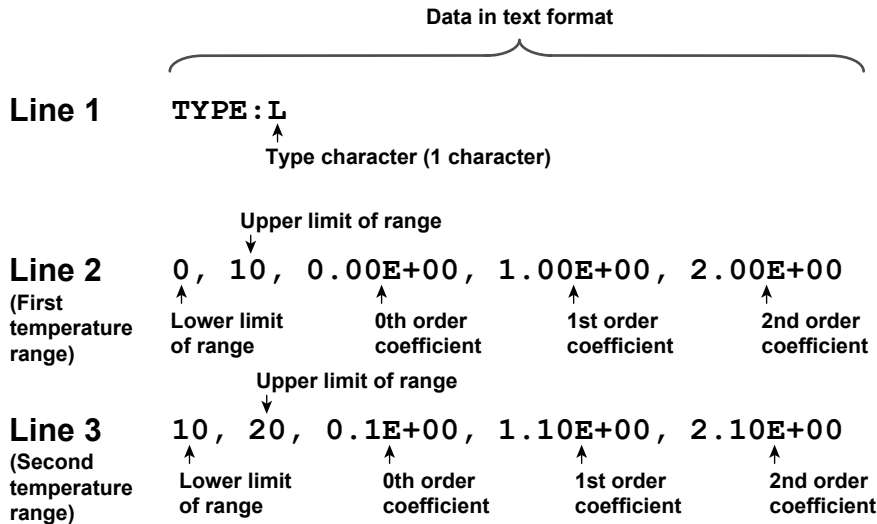 Data in text format
Line 1 TYPE:L
Type character (1 character)
Upper limit of range
Line 2 0, 10, 0.00E+00, 1.00E+00, 2.00E+00
(First
temperature
range)
Lower limit
of range
0th order
coefficient
1st order
coefficient
2nd order
coefficient
Upper limit of range
Line 3 10, 20, 0.1E+00, 1.10E+00, 2.10E+00
(Second
temperature
range)
Lower limit
of range
0th order
coefficient
1st order
coefficient
2nd order
coefficient